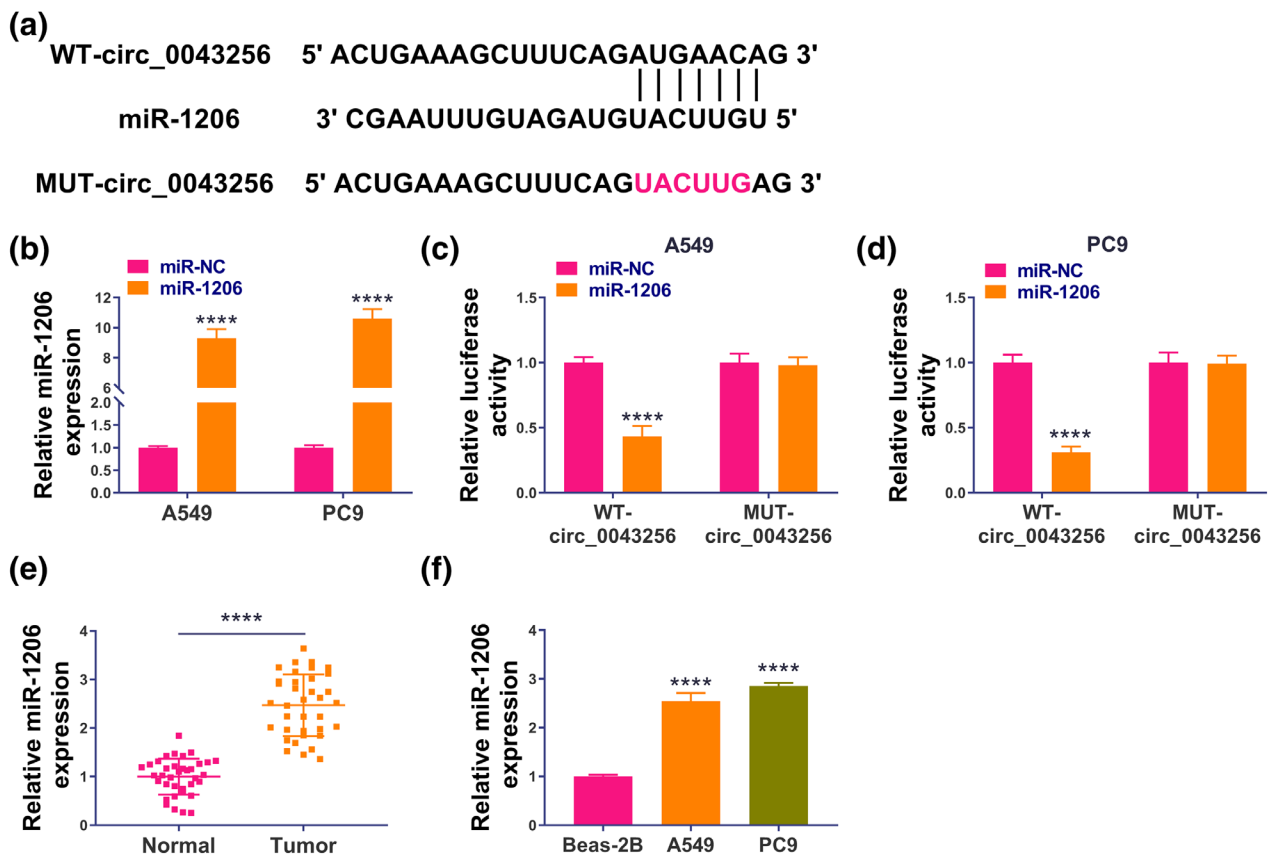 (a)
WT-circ_0043256 5' ACUGAAAGCUUUCAGAUGAACAG 3'
miR-1206 3' CGAAUUUGUAGAUGUACUUGU 5'
MUT-circ_0043256 5' ACUGAAAGCUUUCAGUACUUGAG 3'
(b)
miR-NC
miR-1206
Relative miR-1206
expression
12
10
8
6
2.0
1.5
1.0
0.5
0.0
****
****
A549 PC9
(c)
A549
miR-NC
miR-1206
Relative luciferase
activity
1.5
1.0
0.5
0.0
****
WT-
circ_0043256
MUT-
circ_0043256
(d)
PC9
miR-NC
miR-1206
Relative luciferase
activity
1.5
1.0
0.5
0.0
****
WT-
circ_0043256
MUT-
circ_0043256
(e)
Relative miR-1206
expression
4
3
2
1
0
****
Normal Tumor
(f)
Relative miR-1206
expression
4
3
2
1
0
****
****
Beas-2B A549 PC9